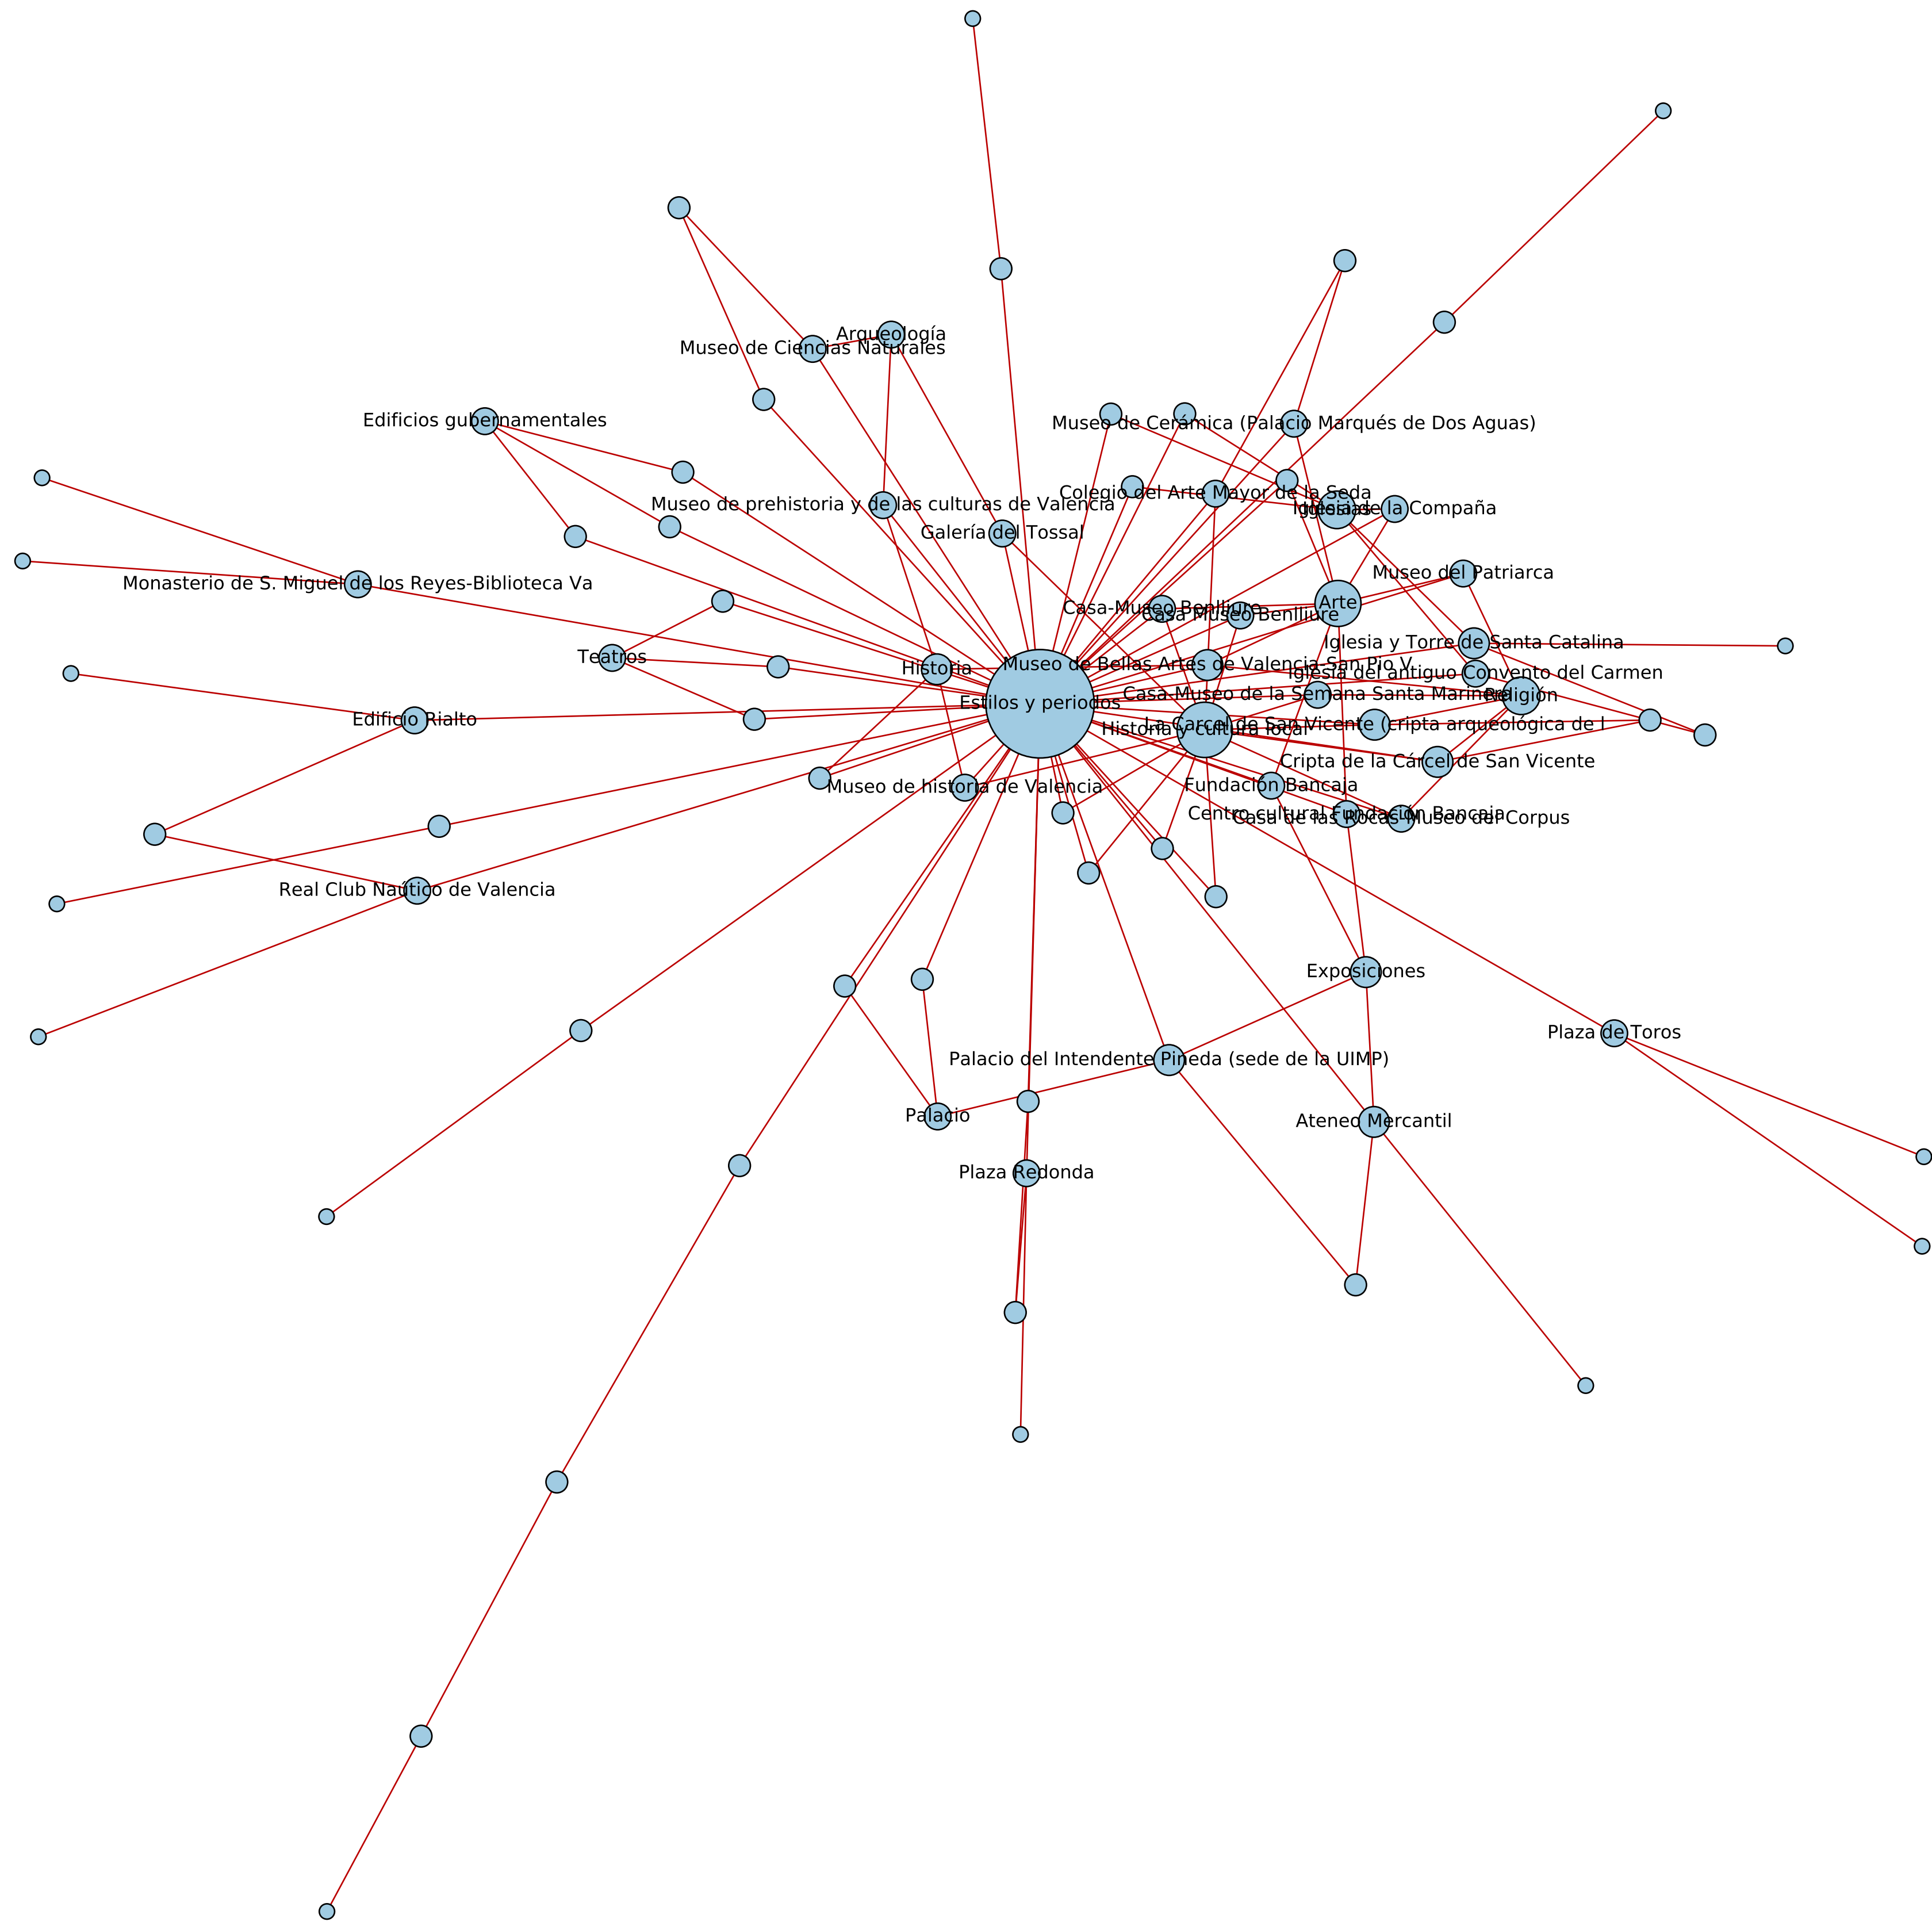 Arqueología
Museo de Ciencias Naturales
Edificios gubernamentales
Museo de Cerámica (Palacio Marqués de Dos Aguas)
Colegio del Arte Mayor de la Seda
Museo de prehistoria y de las culturas de Valencia
Iglesia de la Compaña
Iglesias
Galería del Tossal
Museo del Patriarca
Monasterio de S. Miguel de los Reyes-Biblioteca Va
Arte
Casa-Museo Benlliure
Casa Museo Benlliure
Iglesia y Torre de Santa Catalina
Teatros
Historia
Museo de Bellas Artes de Valencia-San Pio V
Iglesia del antiguo Convento del Carmen
Casa-Museo de la Semana Santa Marinera
Religión
Estilos y periodos
Edificio Rialto
La Carcel de San Vicente (cripta arqueológica de l
Historia y cultura local
Cripta de la Cárcel de San Vicente
Museo de historia de Valencia
Fundación Bancaja
Centro cultural Fundación Bancaja
Casa de las Rocas Museo del Corpus
Real Club Naútico de Valencia
Exposiciones
Plaza de Toros
Palacio del Intendente Pineda (sede de la UIMP)
Palacio
Ateneo Mercantil
Plaza Redonda